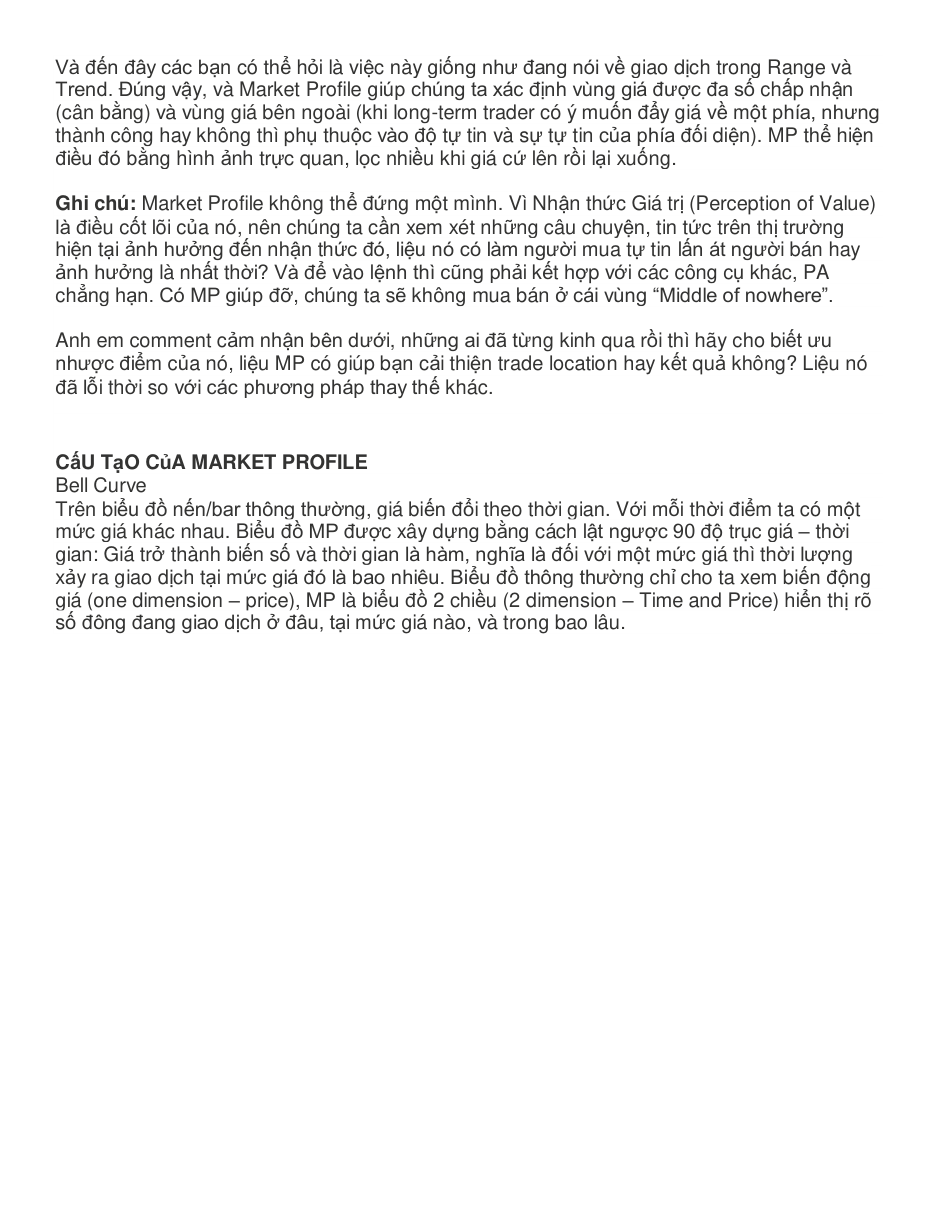 Và đến đây các bạn có thể hỏi là việc này giống như đang nói về giao dịch trong Range và
Trend. Đúng vậy, và Market Profile giúp chúng ta xác định vùng giá được đa số chấp nhận
(cân bằng) và vùng giá bên ngoài (khi long-term trader có ý muốn đẩy giá về một phía, nhưng
thành công hay không thì phụ thuộc vào độ tự tin và sự tự tin của phía đối diện). MP thể hiện
điều đó bằng hình ảnh trực quan, lọc nhiễu khi giá cứ lên rồi lại xuống.
Ghi chú: Market Profile không thể đứng một mình. Vì Nhận thức Giá trị (Perception of Value)
là điều cốt lõi của nó, nên chúng ta cần xem xét những câu chuyện, tin tức trên thị trường
hiện tại ảnh hưởng đến nhận thức đó, liệu nó có làm người mua tự tin lấn át người bán hay
ảnh hưởng là nhất thời? Và để vào lệnh thì cũng phải kết hợp với các công cụ khác, PA
chẳng hạn. Có MP giúp đỡ, chúng ta sẽ không mua bán ở cái vùng “Middle of nowhere”.
Anh em comment cảm nhận bên dưới, những ai đã từng kinh qua rồi thì hãy cho biết ưu
nhược điểm của nó, liệu MP có giúp bạn cải thiện trade location hay kết quả không? Liệu nó
đã lỗi thời so với các phương pháp thay thế khác.
CấU TạO CủA MARKET PROFILE
Bell Curve
Trên biểu đồ nến/bar thông thường, giá biến đổi theo thời gian. Với mỗi thời điểm ta có một
mức giá khác nhau. Biểu đồ MP được xây dựng bằng cách lật ngược 90 độ trục giá – thời
gian: Giá trở thành biến số và thời gian là hàm, nghĩa là đối với một mức giá thì thời lượng
xảy ra giao dịch tại mức giá đó là bao nhiêu. Biểu đồ thông thường chỉ cho ta xem biến động
giá (one dimension – price), MP là biểu đồ 2 chiều (2 dimension – Time and Price) hiển thị rõ
số đông đang giao dịch ở đâu, tại mức giá nào, và trong bao lâu.